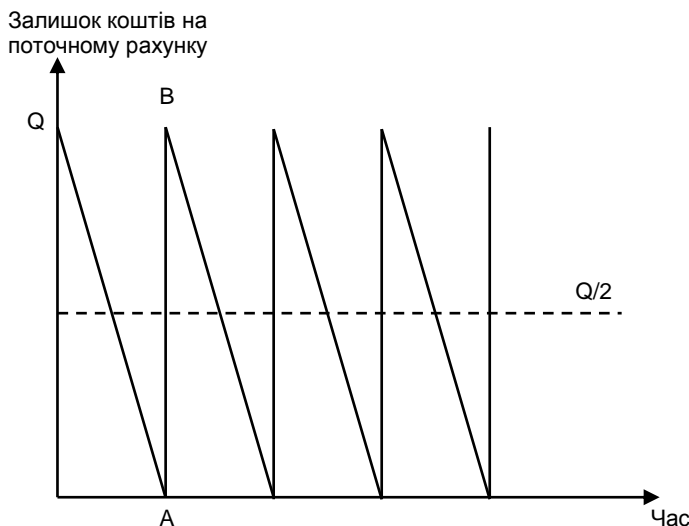 Залишок коштів на
поточному рахунку
B
Q
Q/2
A
Час